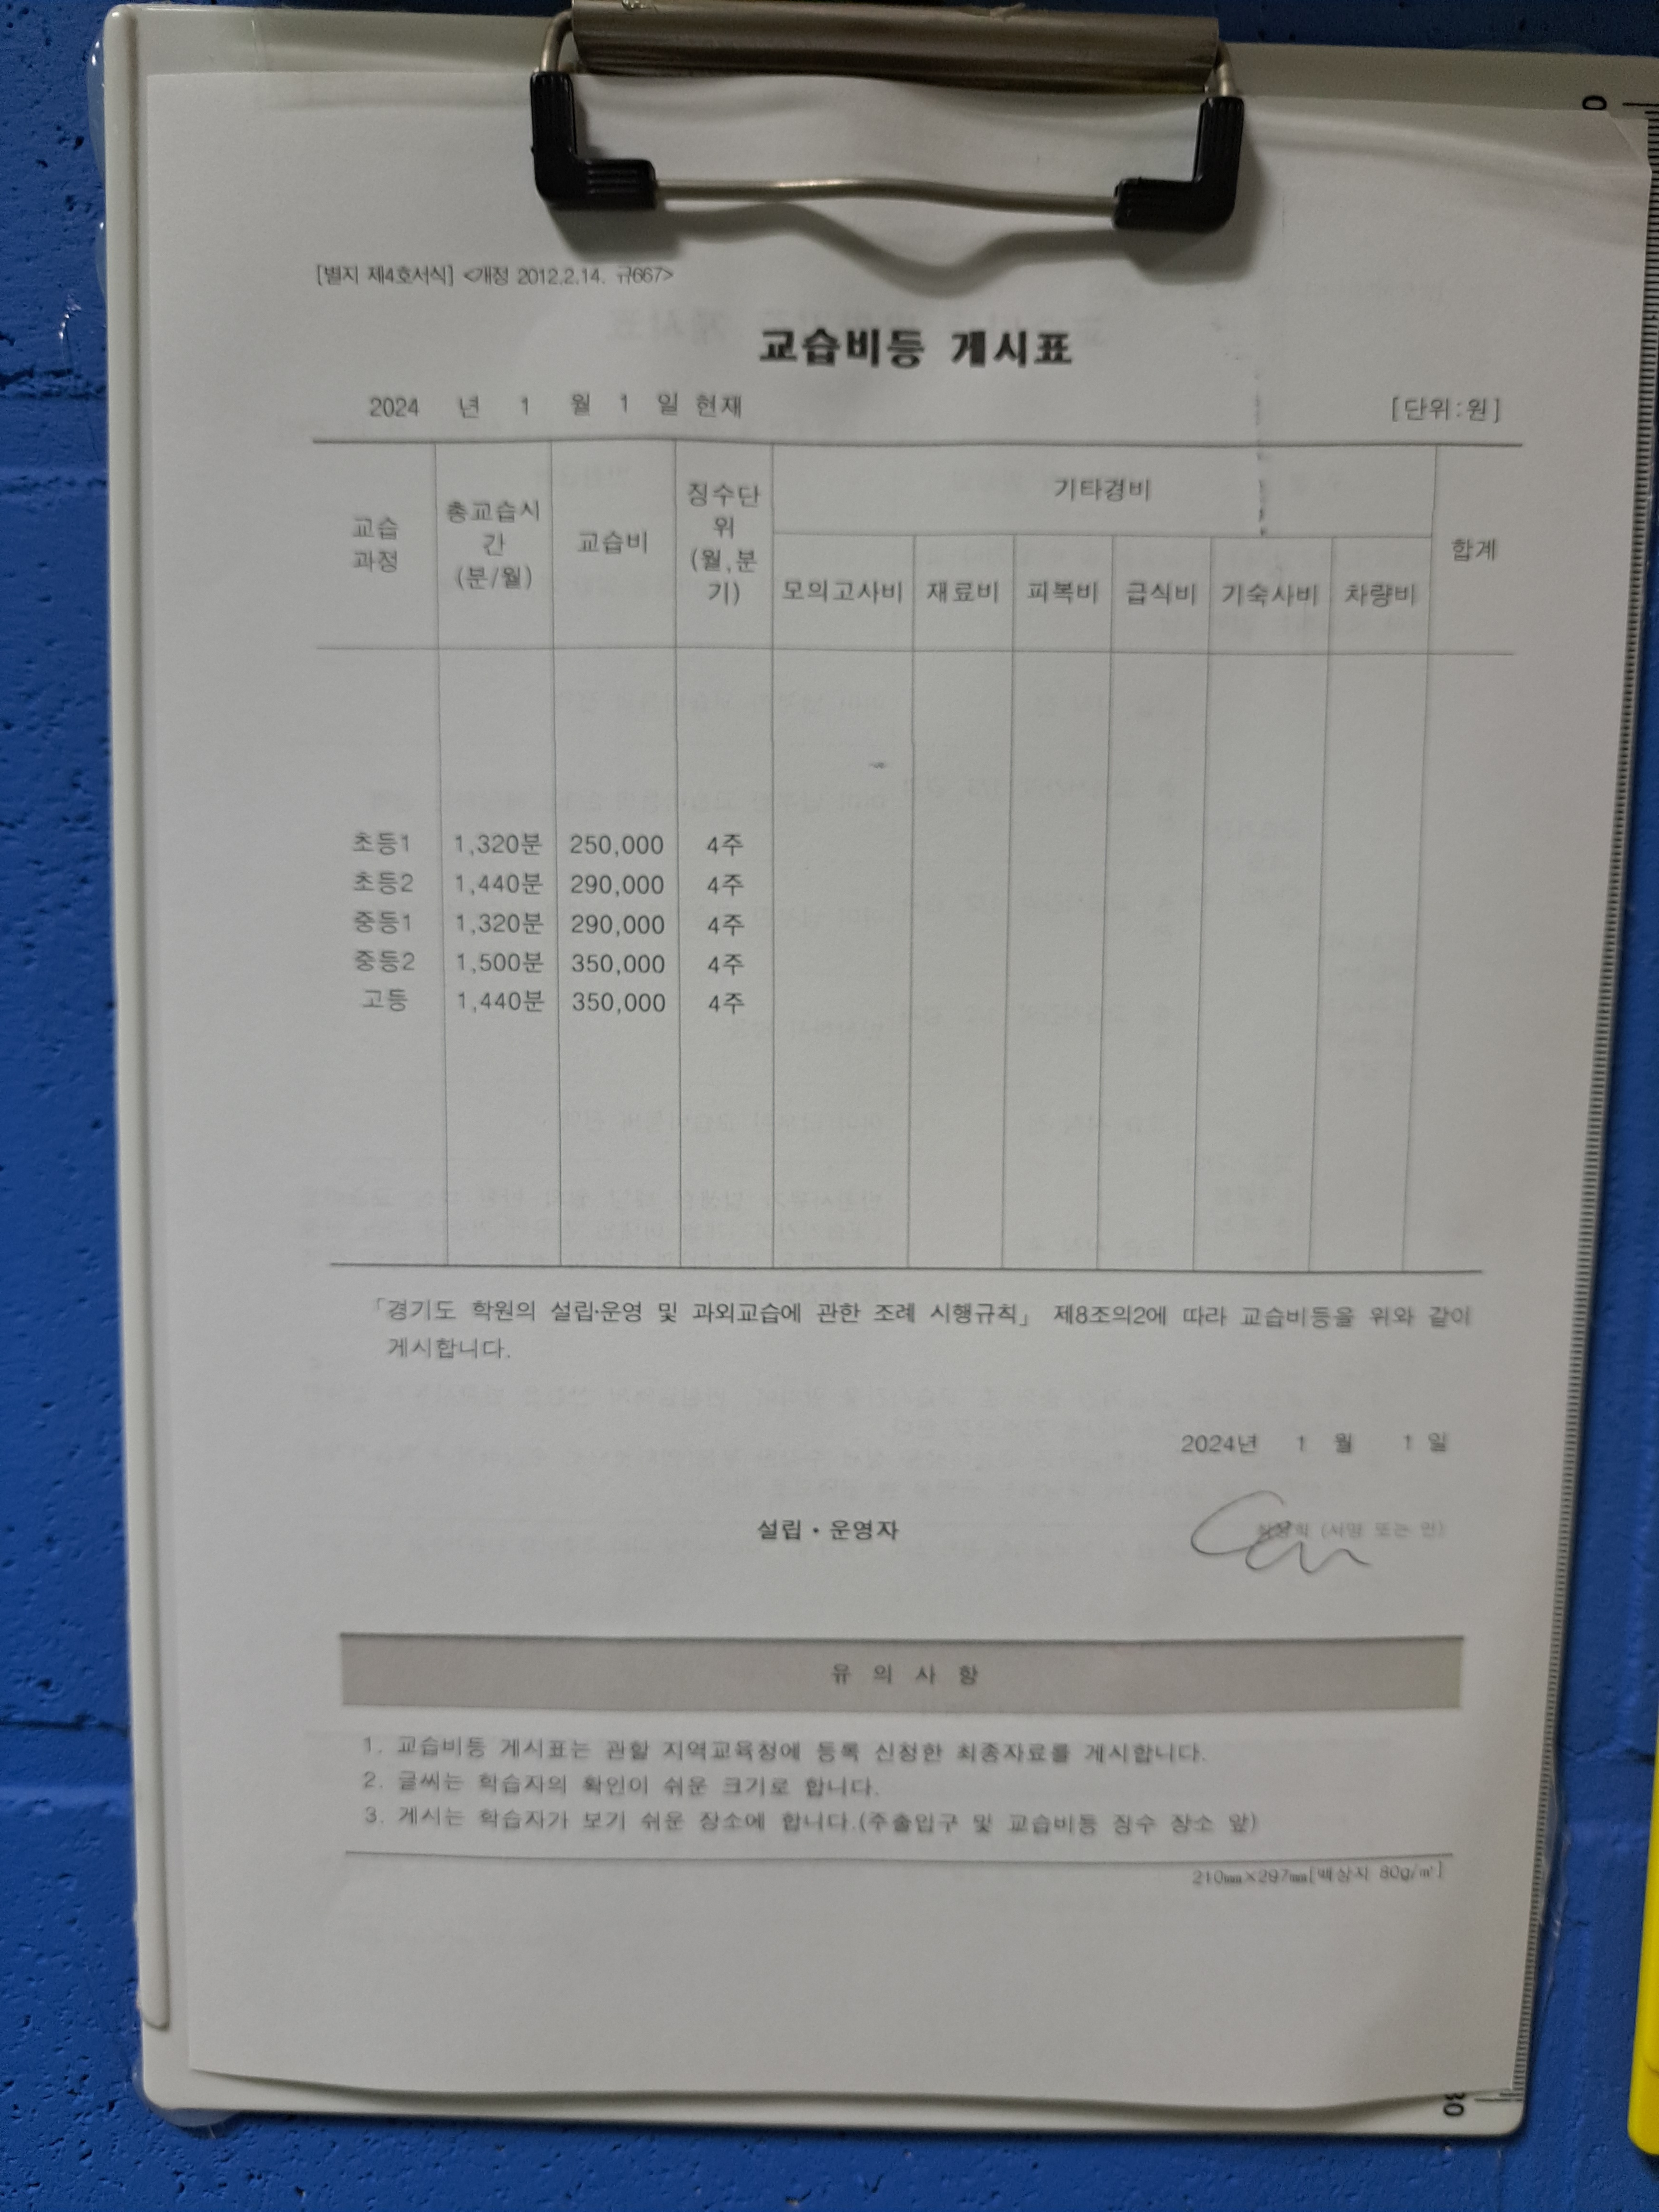 [별지 제4호서식] <개정 2012.2.14. 규667>
교습비등 게시표
2024 년 1 월 1 일 현재 [단위:원]
교습
과정
총교습시
간
(분/월)
교습비
징수단
위
(월,분
기)
기타경비
모의고사비 재료비 피복비 급식비 기숙사비 차량비
합계
초등1 1,320분 250,000 4주
초등2 1,440분 290,000 4주
중등1 1,320분 290,000 4주
중등2 1,500분 350,000 4주
고등 1,440분 350,000 4주
「경기도 학원의 설립·운영 및 과외교습에 관한 조례 시행규칙」 제8조의2에 따라 교습비등을 위와 같이
게시합니다.
2024년 1 월 1 일
설립・운영자 (서명 또는 인)
유 의 사 항
1. 교습비등 게시표는 관할 지역교육청에 등록 신청한 최종자료를 게시합니다.
2. 글씨는 학습자의 확인이 쉬운 크기로 합니다.
3. 게시는 학습자가 보기 쉬운 장소에 합니다.(주출입구 및 교습비등 징수 장소 앞)
210㎜×297㎜[백상지 80g/㎡]
0
30